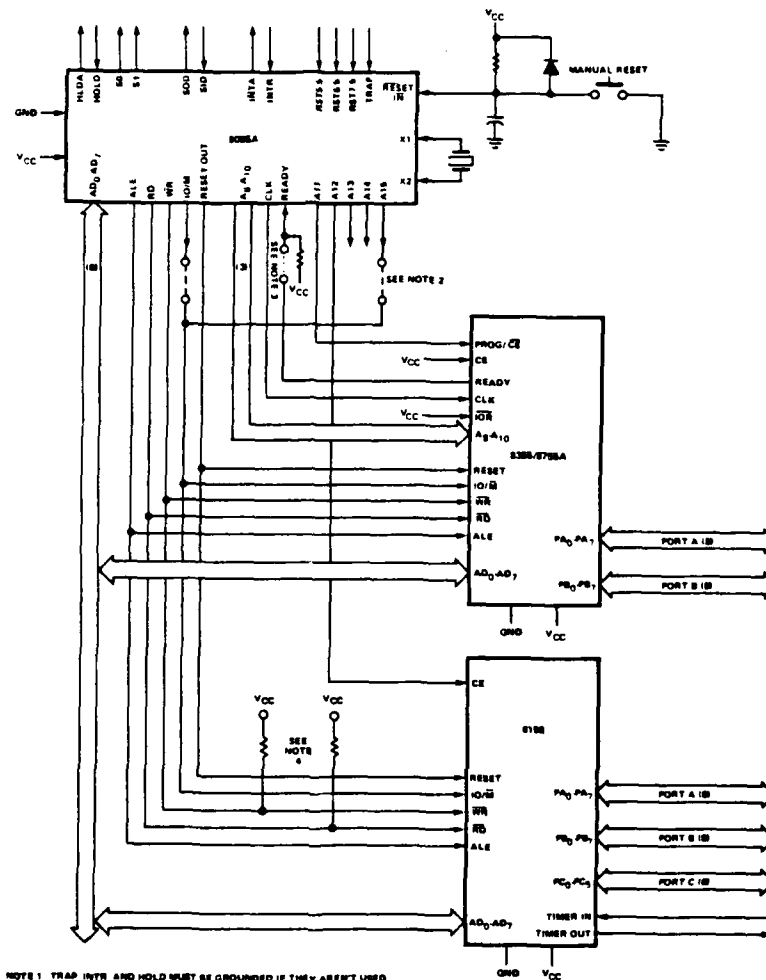 VCC
MANUAL RESET
HLDA
HOLD
S0
S1
SOD
SID
INTA
INTR
RST5.5
RST6.5
RST7.5
TRAP
RESET IN
GND
8085A
X1
VCC
X2
AD0-AD7
ALE
RD
WR
IO/M
RESET OUT
A8-A10
CLK
READY
A11
A12
A13
A14
A15
(8)
(3)
SEE NOTE 3
VCC
SEE NOTE 2
PROG/CE
VCC
CE
READY
CLK
VCC
IOR
A8-A10
8355/8755A
RESET
IO/M
WR
RD
ALE
PA0-PA7
PORT A (8)
AD0-AD7
PB0-PB7
PORT B (8)
GND
VCC
CE
VCC
VCC
SEE
NOTE
4
8156
RESET
IO/M
WR
RD
ALE
PA0-PA7
PORT A (8)
PB0-PB7
PORT B (8)
PC0-PC5
PORT C (6)
TIMER IN
TIMER OUT
AD0-AD7
GND
VCC
NOTE 1 TRAP INTR AND HOLD MUST BE GROUNDED IF THEY AREN'T USED